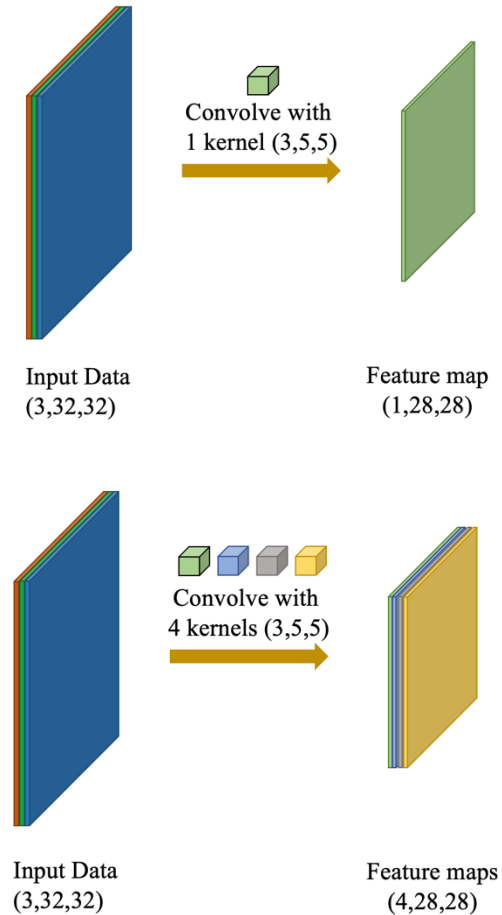 Convolve with
1 kernel (3,5,5)
Input Data
(3,32,32)
Feature map
(1,28,28)
Convolve with
4 kernels (3,5,5)
Input Data
(3,32,32)
Feature maps
(4,28,28)